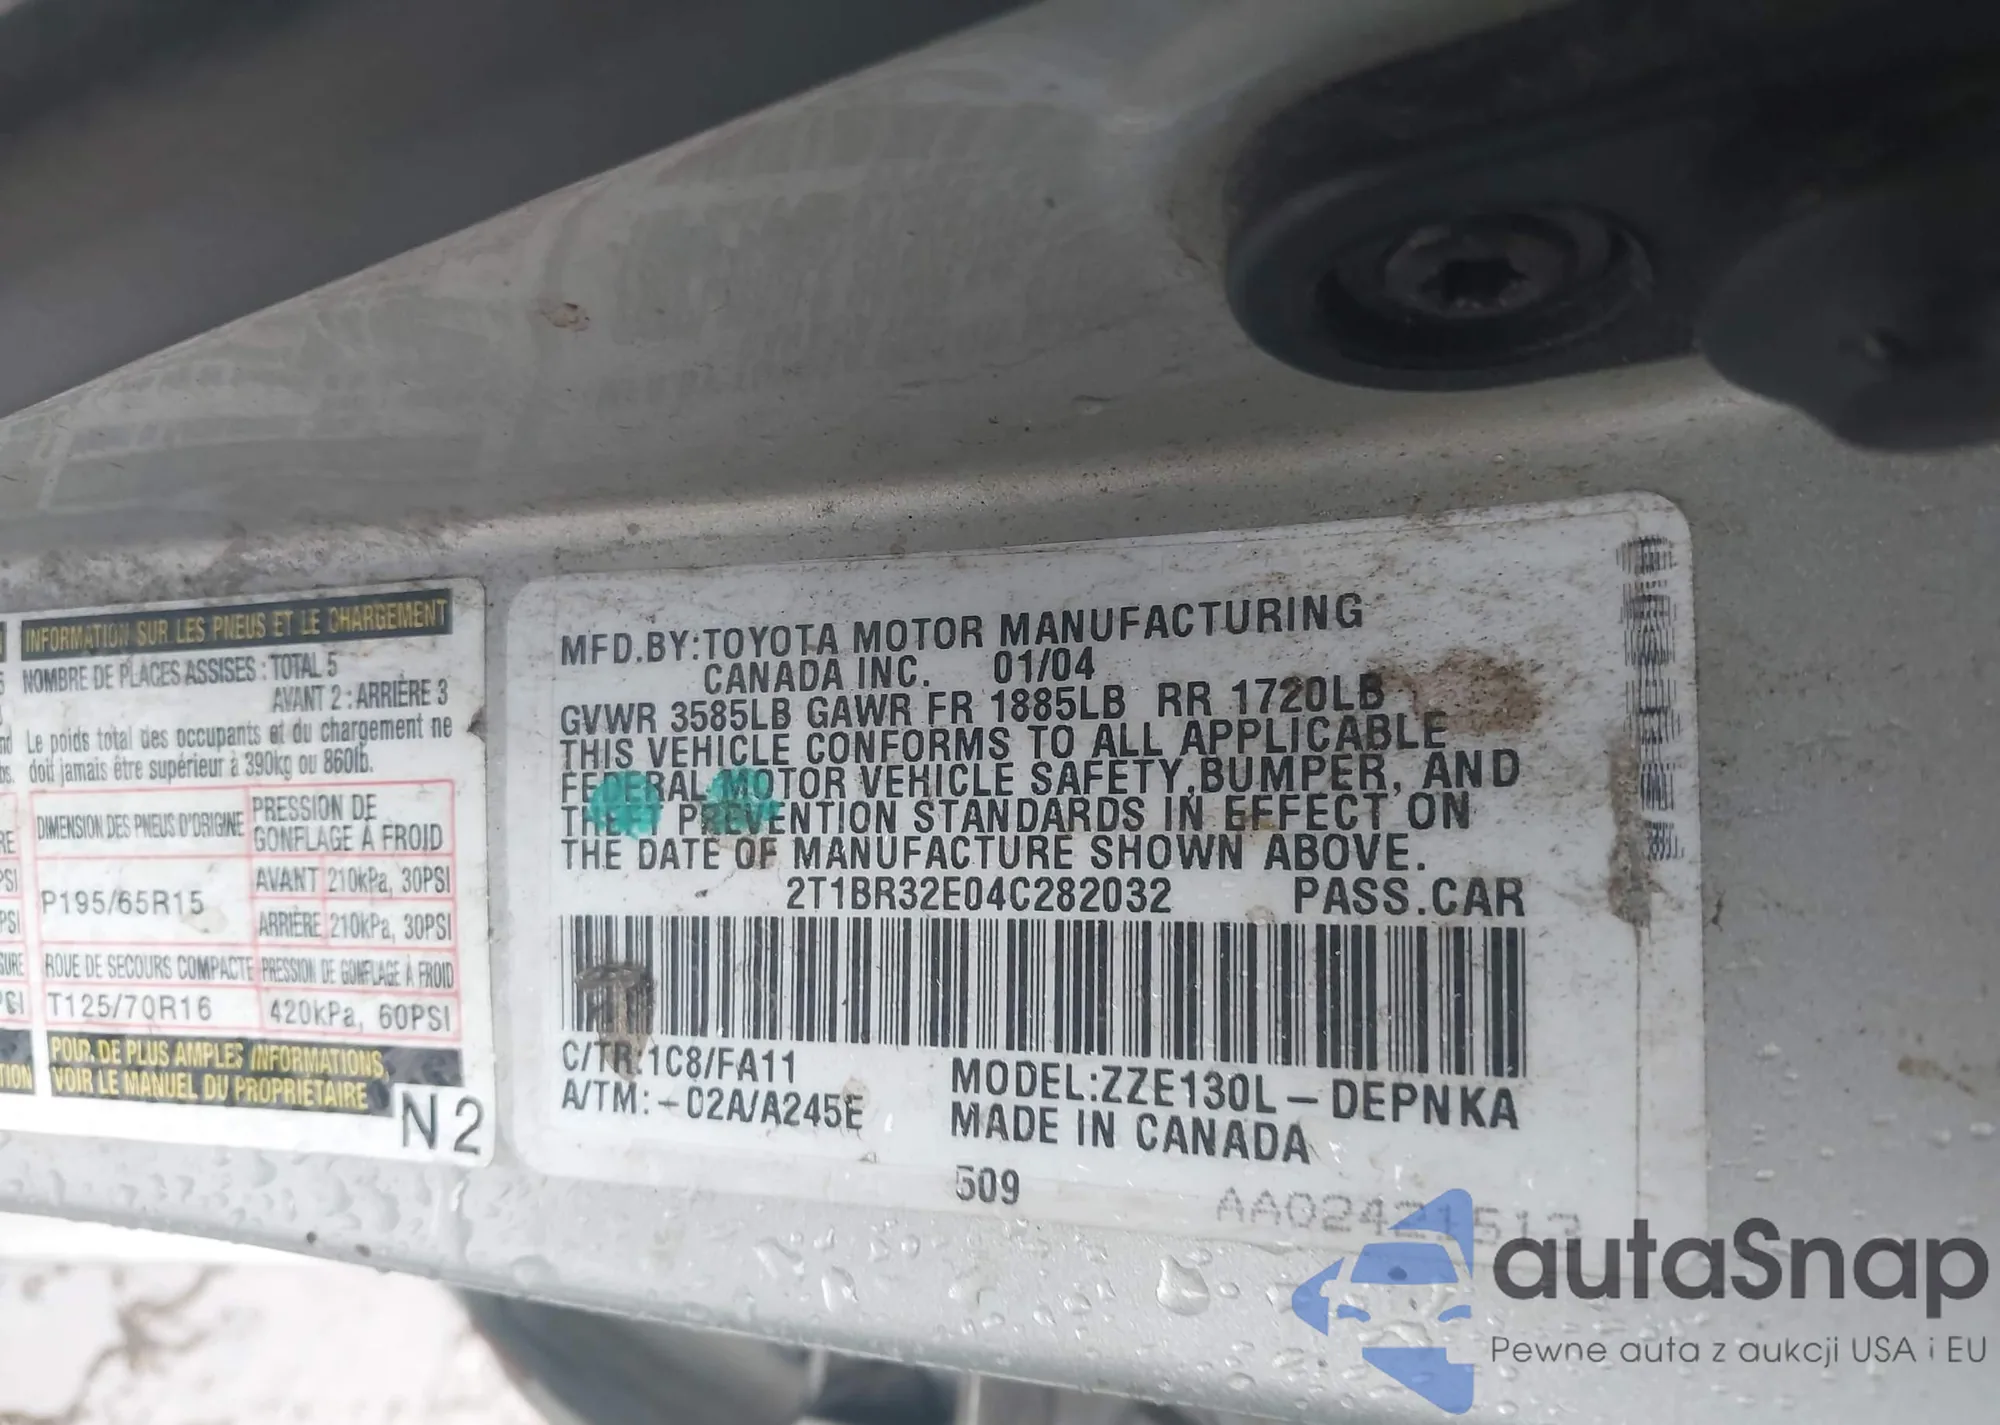 INFORMATION SUR LES PNEUS ET LE CHARGEMENT
NOMBRE DE PLACES ASSISES : TOTAL 5
AVANT 2 : ARRIÈRE 3
Le poids total des occupants et du chargement ne
doit jamais être supérieur à 390kg ou 860lb.
DIMENSION DES PNEUS D'ORIGINE
PRESSION DE
GONFLAGE À FROID
P195/65R15
AVANT 210kPa, 30PSI
ARRIÈRE 210kPa, 30PSI
ROUE DE SECOURS COMPACTE PRESSION DE GONFLAGE À FROID
T125/70R16 420kPa, 60PSI
POUR DE PLUS AMPLES INFORMATIONS,
VOIR LE MANUEL DU PROPRIÉTAIRE
N2
MFD.BY:TOYOTA MOTOR MANUFACTURING
CANADA INC. 01/04
GVWR 3585LB GAWR FR 1885LB RR 1720LB
THIS VEHICLE CONFORMS TO ALL APPLICABLE
FEDERAL MOTOR VEHICLE SAFETY,BUMPER, AND
THEFT PREVENTION STANDARDS IN EFFECT ON
THE DATE OF MANUFACTURE SHOWN ABOVE.
2T1BR32E04C282032 PASS.CAR
C/TR:1C8/FA11
A/TM:-02A/A245E
MODEL:ZZE130L-DEPNKA
MADE IN CANADA
509
autaSnap
Pewne auta z aukcji USA i EU